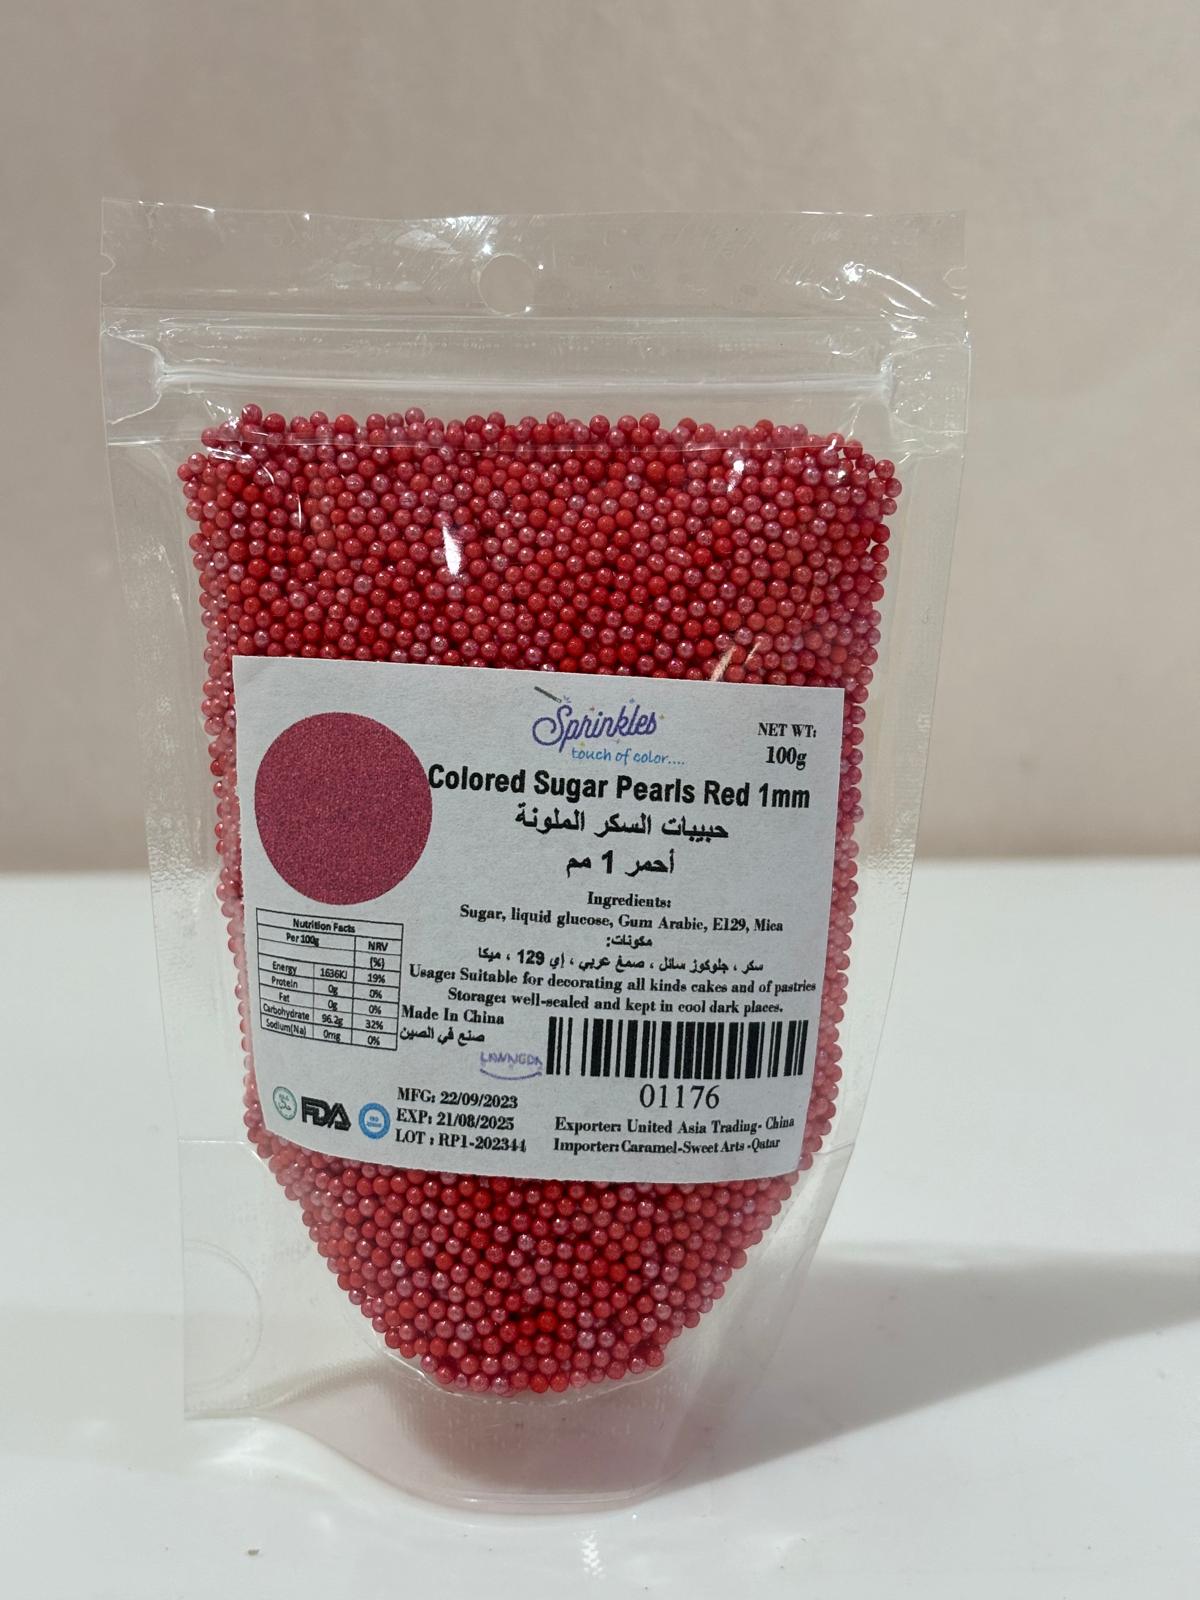 Sprinkles
touch of color....
NET WT:
100g
Colored Sugar Pearls Red 1mm
حبيبات السكر الملونة
أحمر 1 مم
Ingredients:
Sugar, liquid glucose, Gum Arabic, E129, Mica
مكونات:
سكر ، جلوكوز سائل ، صمغ عربي ، إي 129 ، ميكا
Usage: Suitable for decorating all kinds cakes and of pastries
Storage: well-sealed and kept in cool dark places.
Nutrition Facts
Per 100g NRV (%)
Energy 1636KJ 19%
Protein 0g 0%
Fat 0g 0%
Carbohydrate 96.2g 32%
Sodium(Na) 0mg 0%
Made In China
صنع في الصين
01176
FDA
MFG: 22/09/2023
EXP: 21/08/2025
LOT : RP1-202344
Exporter: United Asia Trading- China
Importer: Caramel-Sweet Arts -Qatar